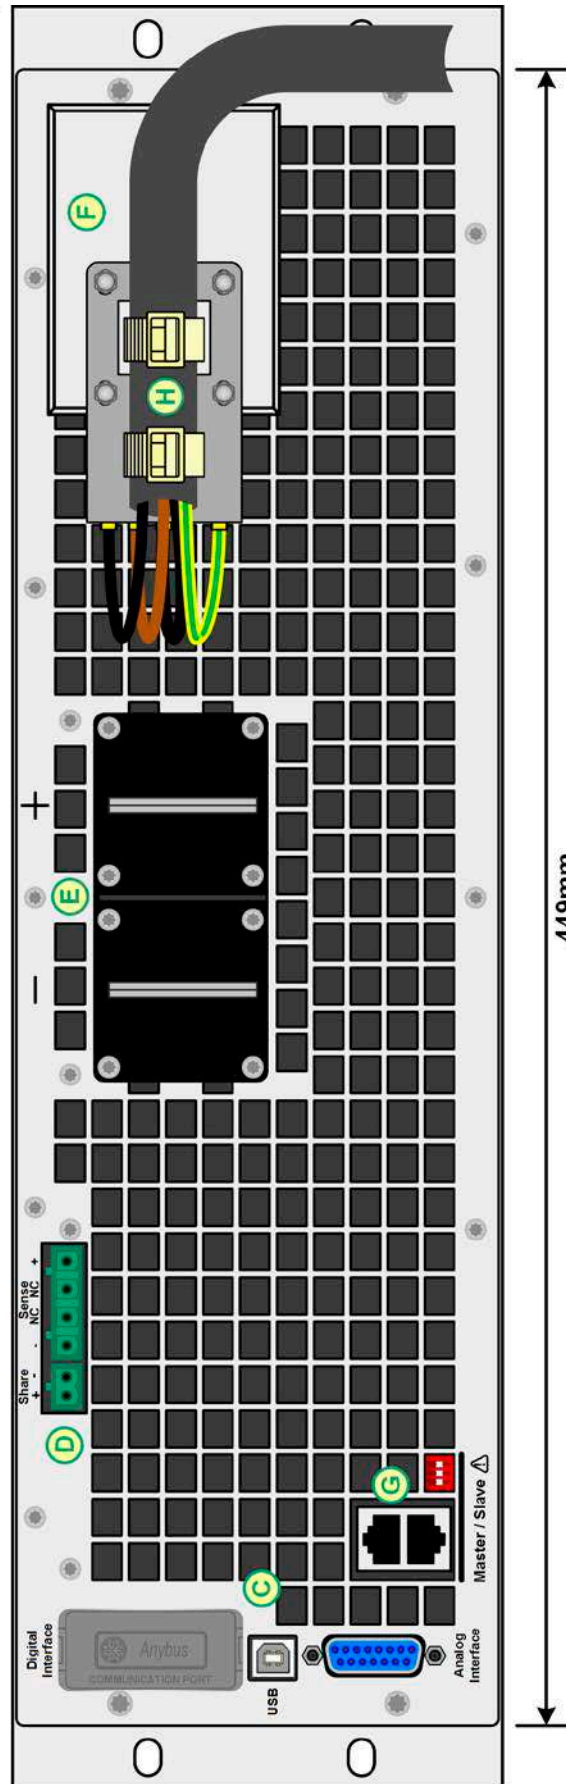 Digital
Interface
Anybus
COMMUNICATION PORT
USB
Analog
Interface
C
D
Share
+ -
Sense
- NC NC +
G
Master / Slave
− +
E
F
H
449mm